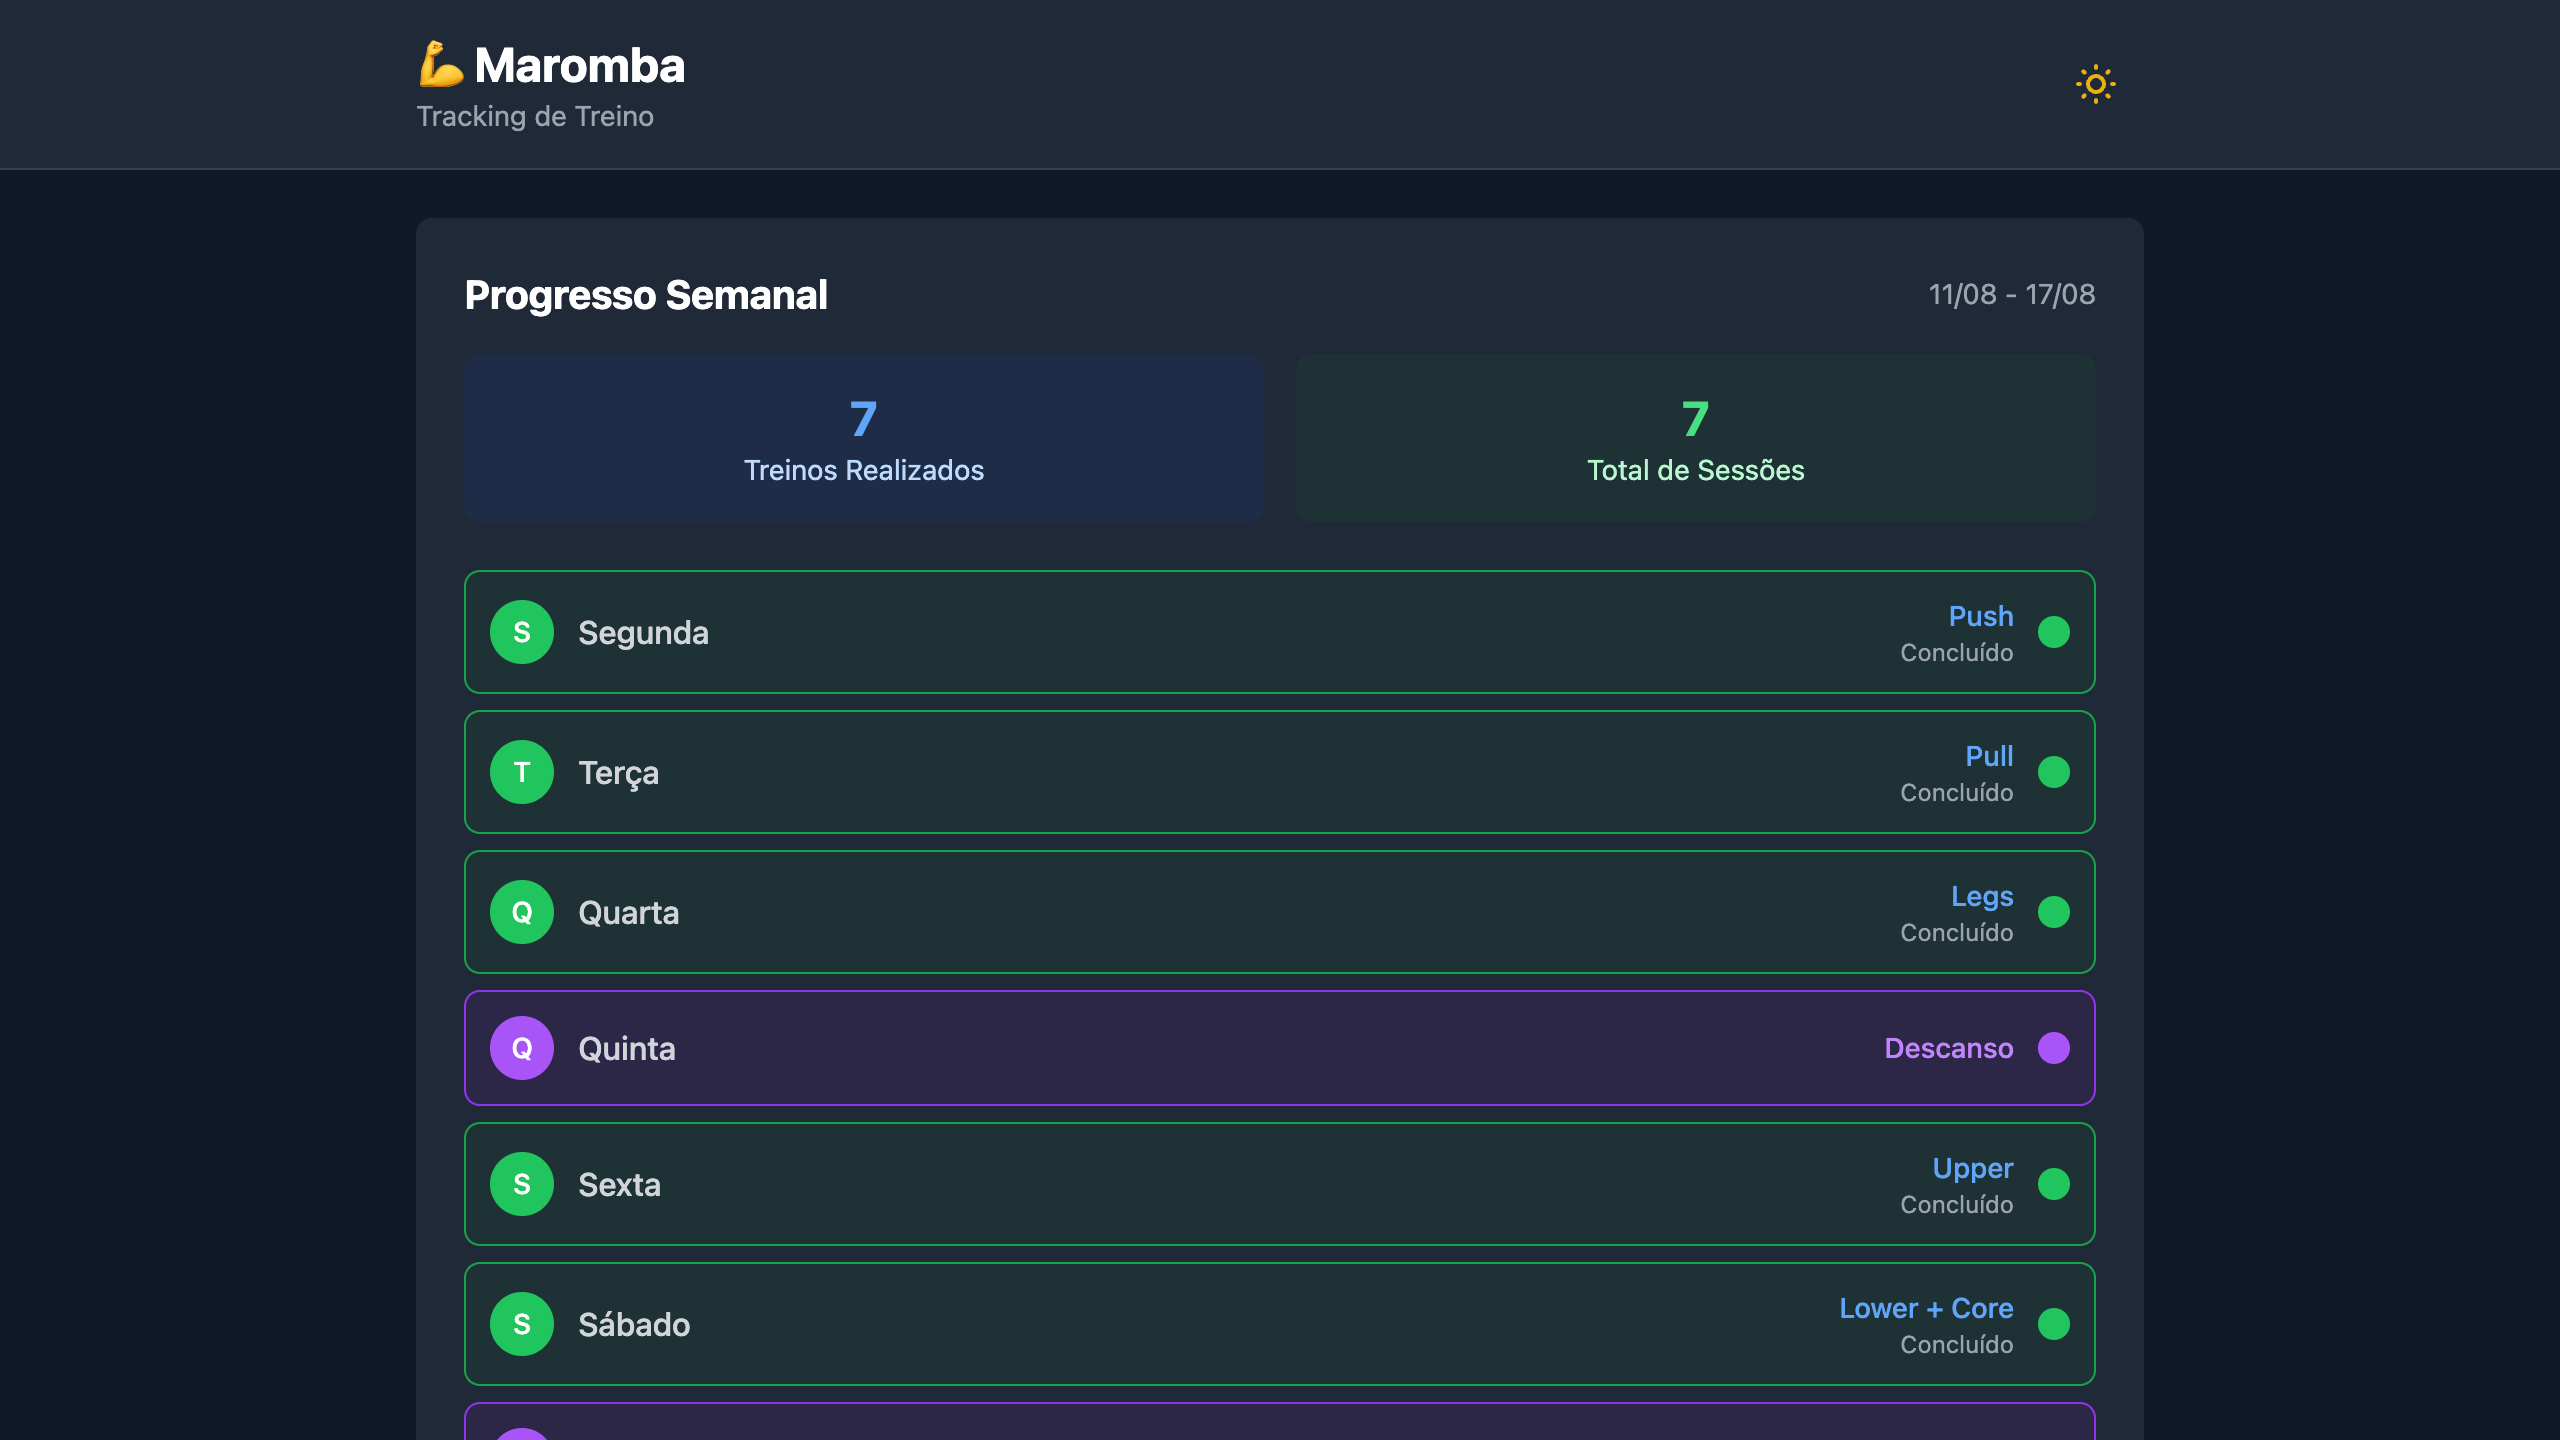 💪 Maromba
Tracking de Treino
Progresso Semanal
11/08 - 17/08
7
Treinos Realizados
7
Total de Sessões
S
Segunda
Push
Concluído
T
Terça
Pull
Concluído
Q
Quarta
Legs
Concluído
Q
Quinta
Descanso
S
Sexta
Upper
Concluído
S
Sábado
Lower + Core
Concluído